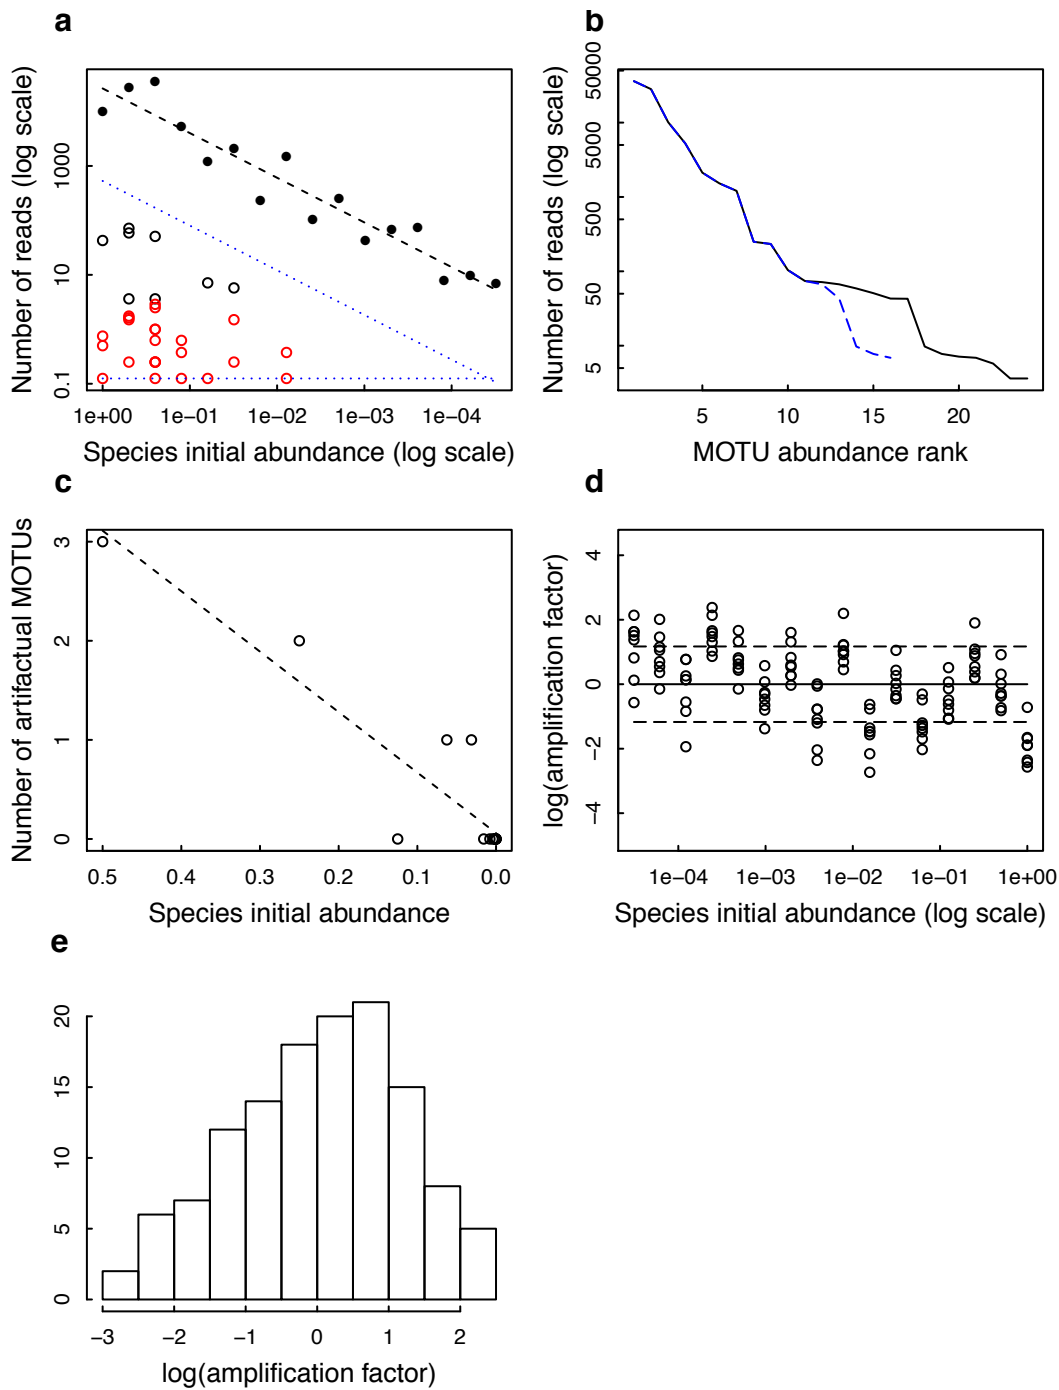 a
Number of reads (log scale)
1000
10
0.1
1e+00 1e−01 1e−02 1e−03 1e−04
Species initial abundance (log scale)
b
Number of reads (log scale)
50000
5000
500
50
5
5 10 15 20
MOTU abundance rank
c
Number of artifactual MOTUs
3
2
1
0
0.5 0.4 0.3 0.2 0.1 0.0
Species initial abundance
d
log(amplification factor)
4
2
0
−2
−4
1e−04 1e−03 1e−02 1e−01 1e+00
Species initial abundance (log scale)
e
20
15
10
5
0
−3 −2 −1 0 1 2
log(amplification factor)